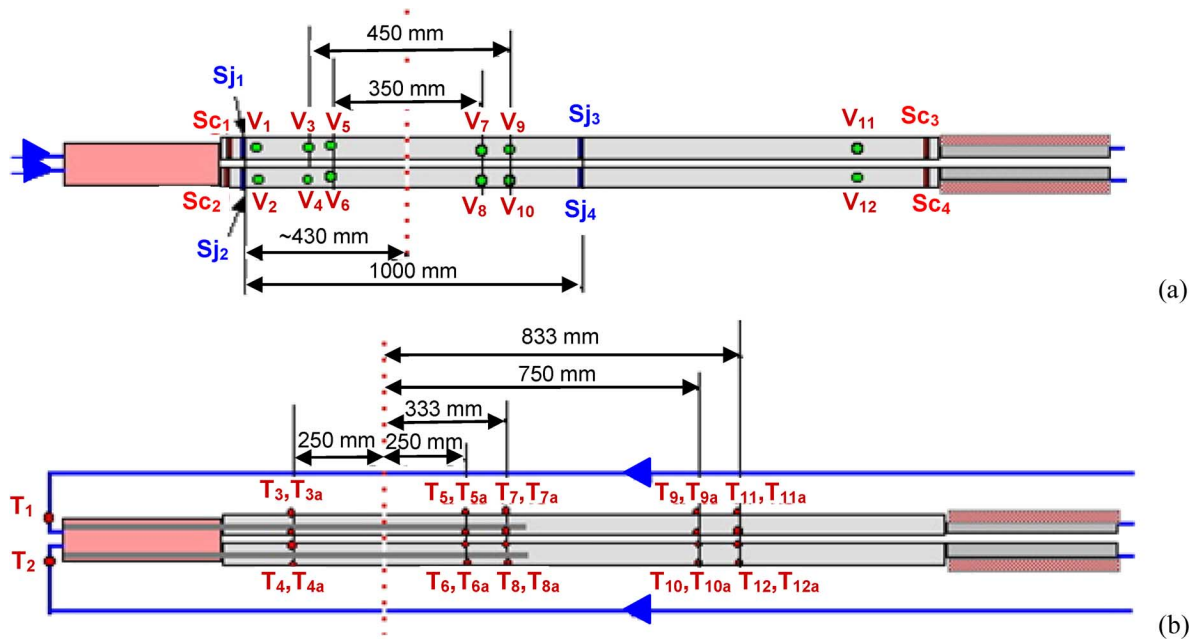 450 mm
Sj1
350 mm
Sc1 V1 V3 V5 V7 V9 Sj3 V11 Sc3
Sc2 V2 V4 V6 V8 V10 Sj4 V12 Sc4
Sj2
~430 mm
1000 mm
(a)
833 mm
750 mm
333 mm
250 mm 250 mm
T1 T3,T3a T5,T5a T7,T7a T9,T9a T11,T11a
T2 T4,T4a T6,T6a T8,T8a T10,T10a T12,T12a
(b)